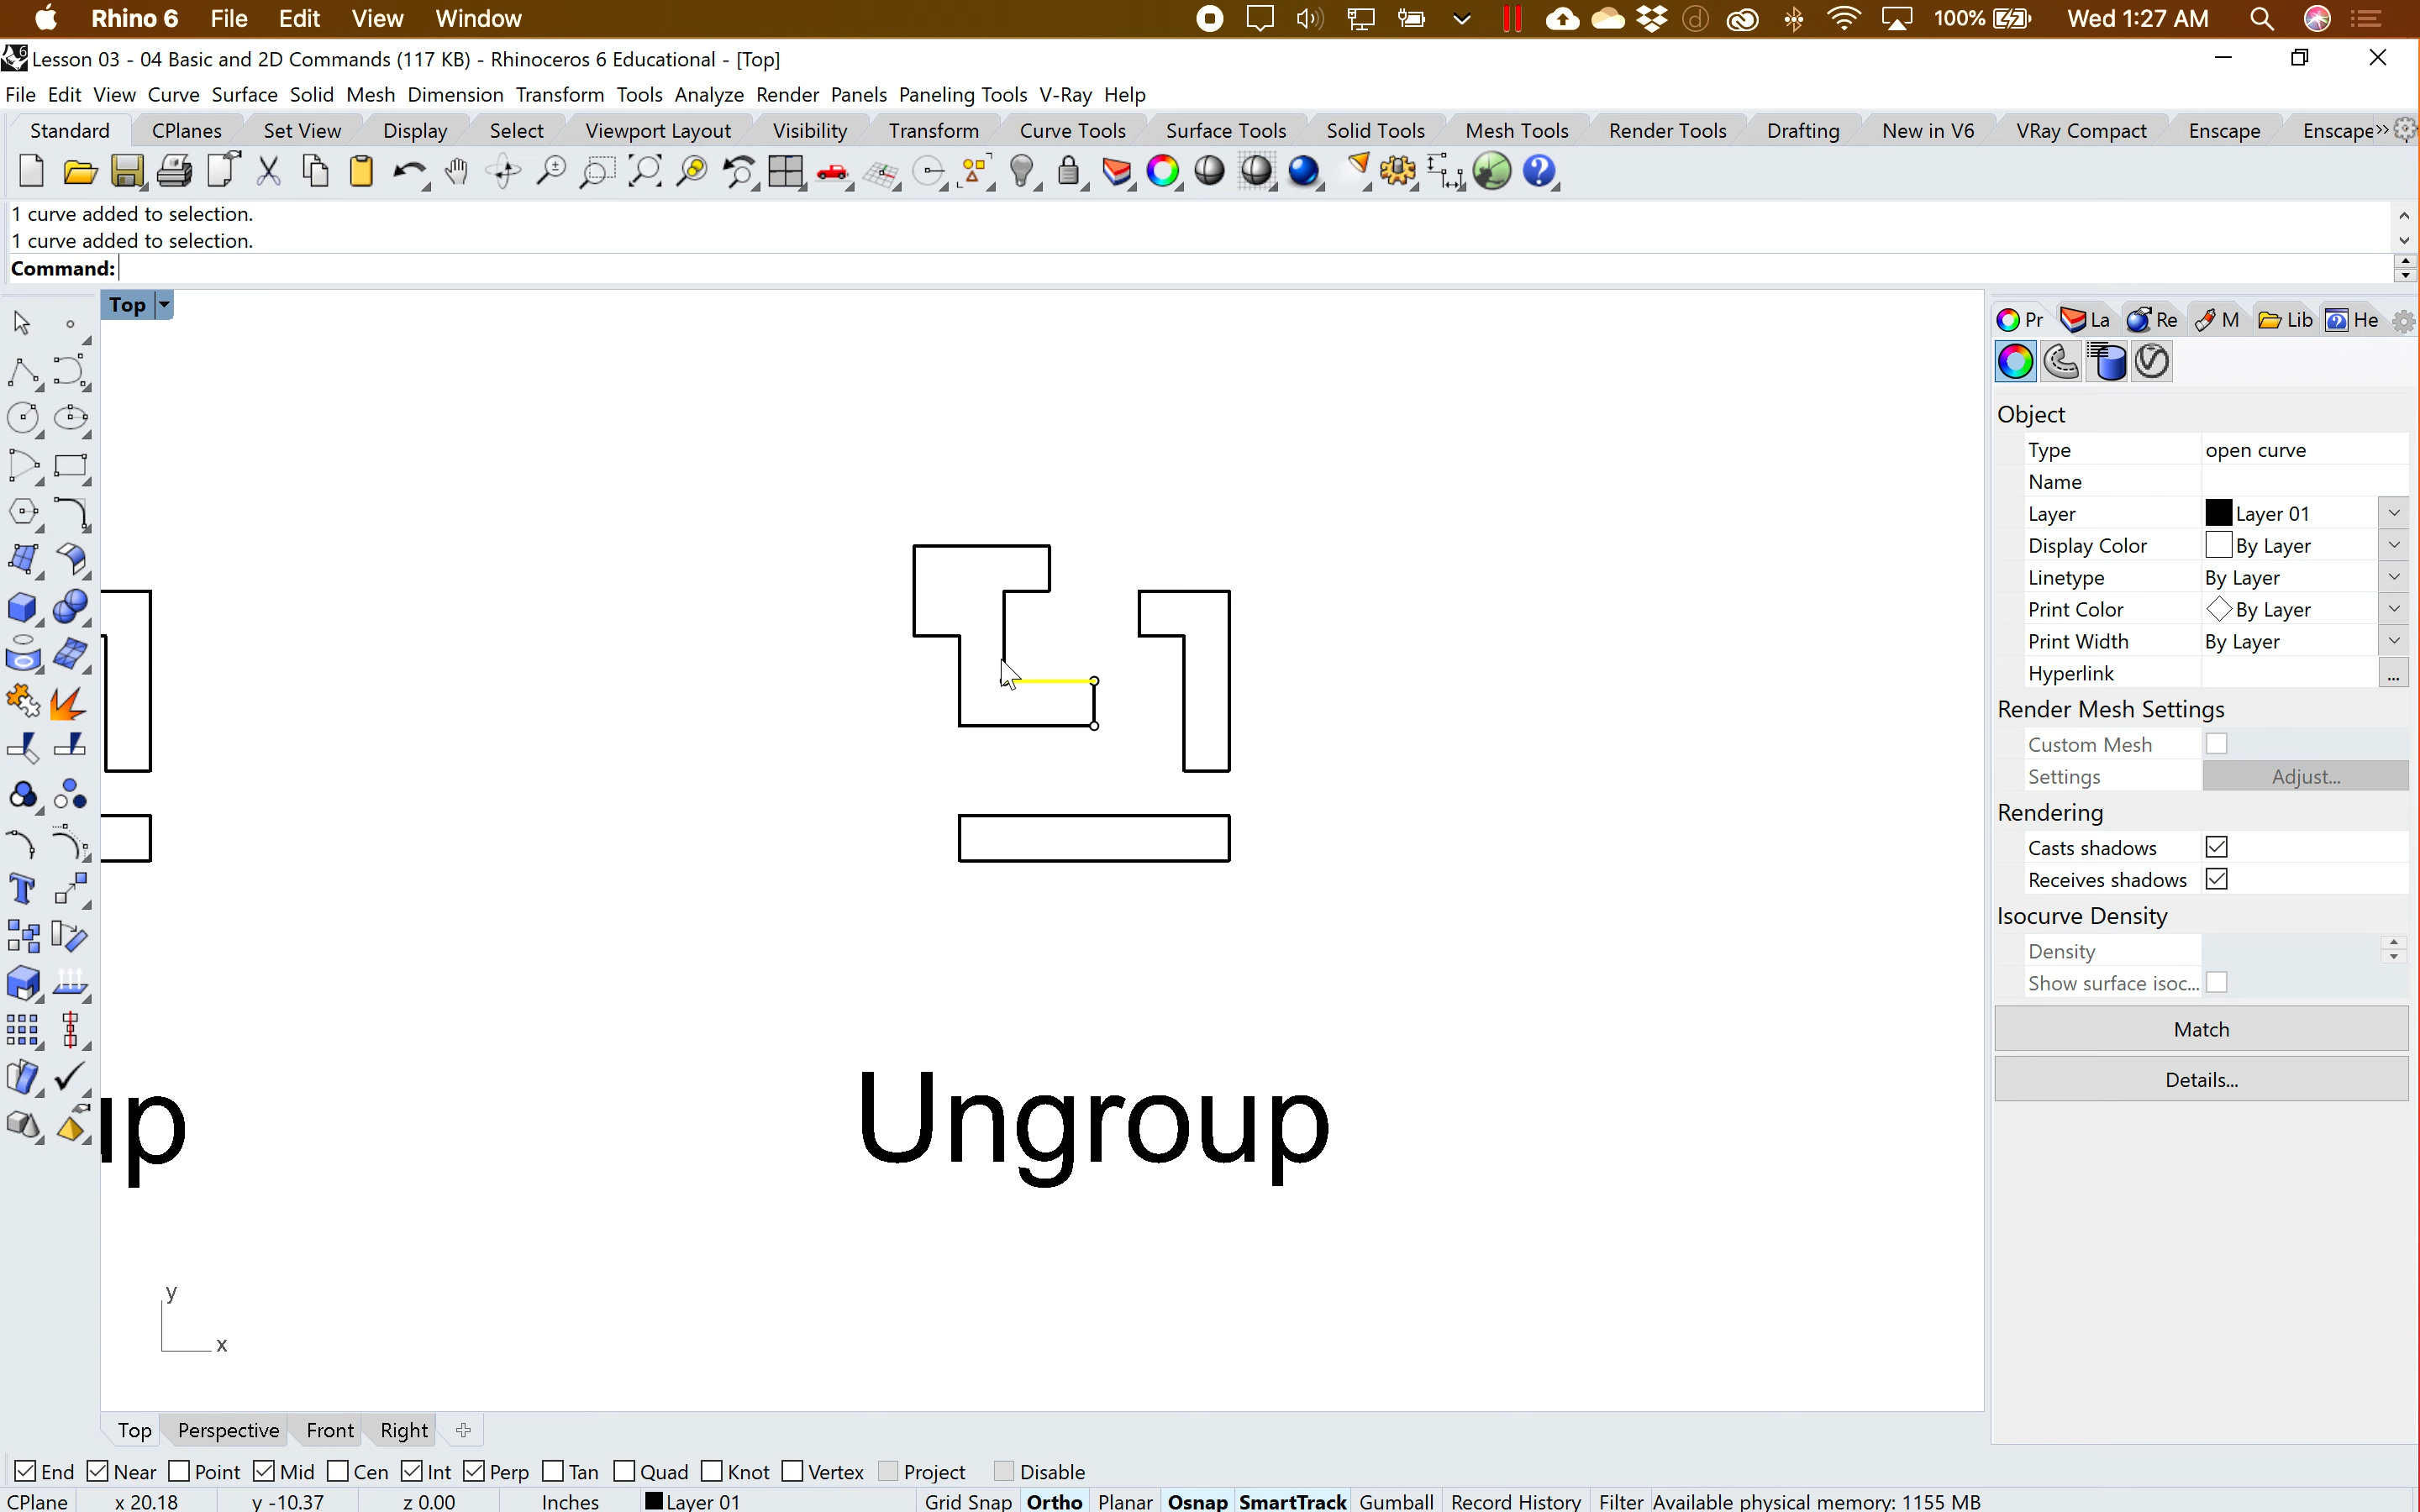 Rhino 6 File Edit View Window 100% Wed 1:27 AM
Lesson 03 - 04 Basic and 2D Commands (117 KB) - Rhinoceros 6 Educational - [Top]
File Edit View Curve Surface Solid Mesh Dimension Transform Tools Analyze Render Panels Paneling Tools V-Ray Help
Standard CPlanes Set View Display Select Viewport Layout Visibility Transform Curve Tools Surface Tools Solid Tools Mesh Tools Render Tools Drafting New in V6 VRay Compact Enscape Enscape
1 curve added to selection.
1 curve added to selection.
Command:
Top
Pr La Re M Lib He
Object
Type open curve
Name
Layer Layer 01
Display Color By Layer
Linetype By Layer
Print Color By Layer
Print Width By Layer
Hyperlink ...
Render Mesh Settings
Custom Mesh
Settings Adjust...
Rendering
Casts shadows
Receives shadows
Isocurve Density
Density
Show surface isoc...
Match
Details...
up Ungroup
y
x
Top Perspective Front Right
End Near Point Mid Cen Int Perp Tan Quad Knot Vertex Project Disable
CPlane x 20.18 y -10.37 z 0.00 Inches Layer 01 Grid Snap Ortho Planar Osnap SmartTrack Gumball Record History Filter Available physical memory: 1155 MB